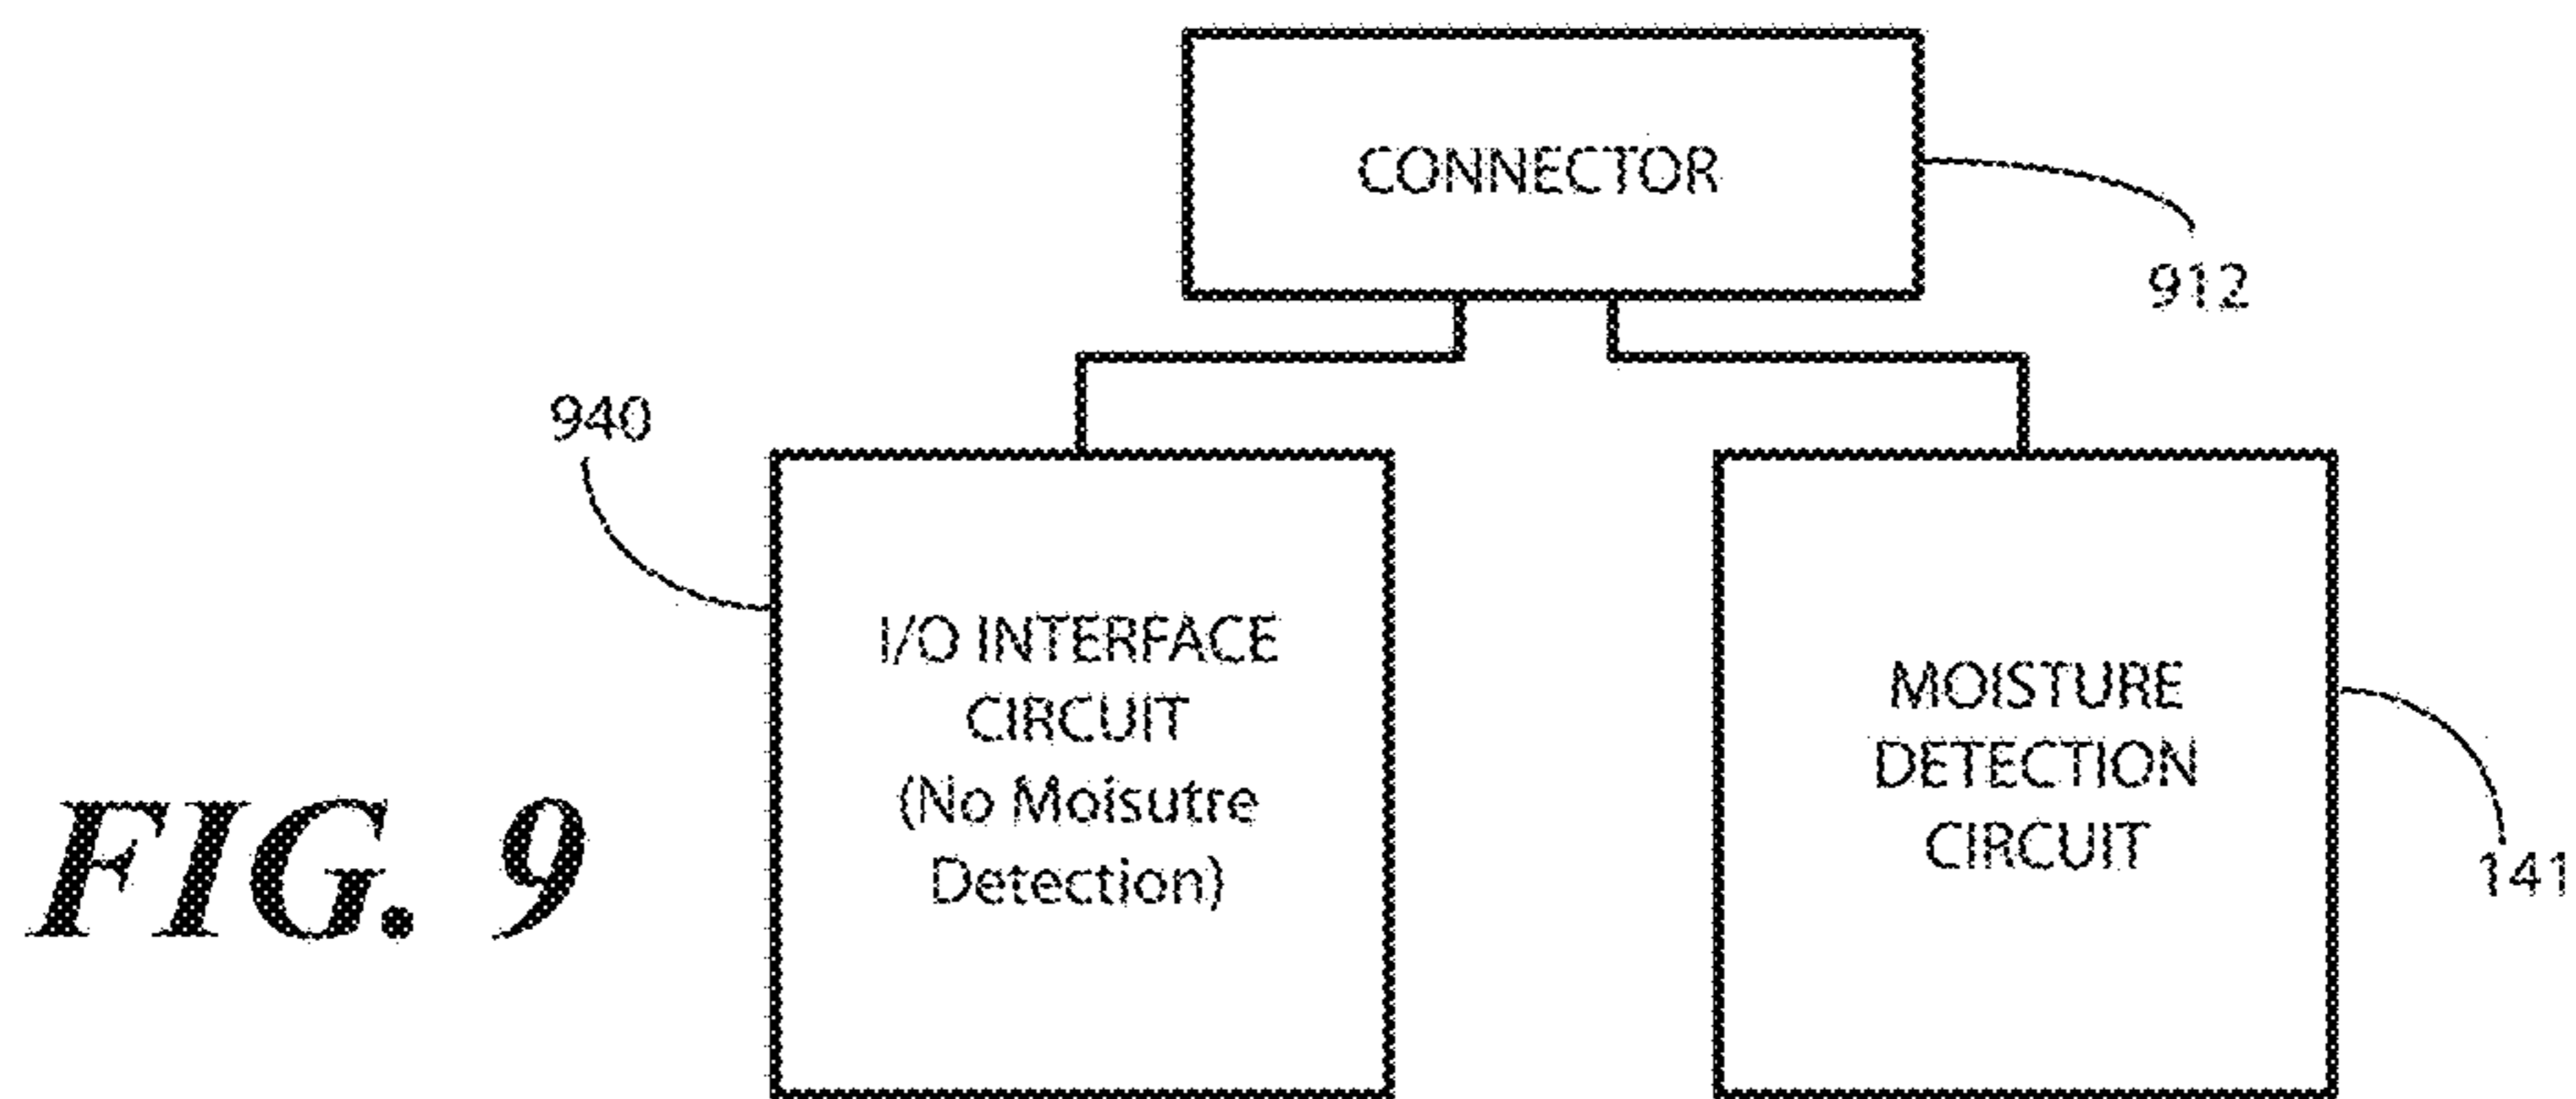 CONNECTOR
912
940
I/O INTERFACE
CIRCUIT
(No Moisutre
Detection)
MOISTURE
DETECTION
CIRCUIT
141
FIG. 9